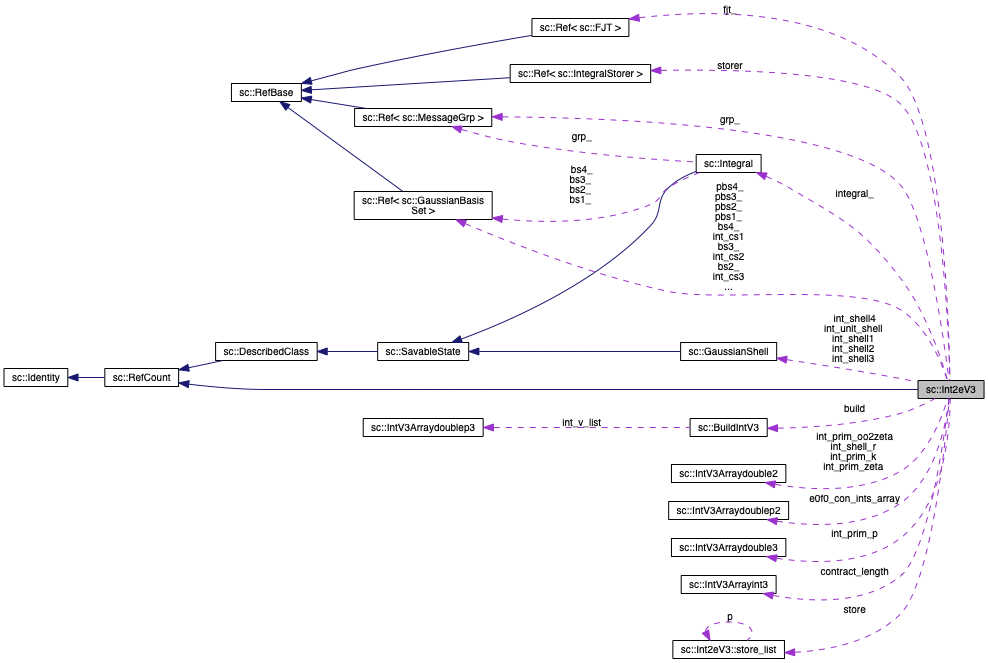 fjt
sc::Ref< sc::FJT >
storer
sc::Ref< sc::IntegralStorer >
sc::RefBase
sc::Ref< sc::MessageGrp >
grp_
grp_
sc::Integral
bs4_
bs3_
bs2_
bs1_
sc::Ref< sc::GaussianBasis
Set >
integral_
pbs4_
pbs3_
pbs2_
pbs1_
bs4_
int_cs1
bs3_
int_cs2
bs2_
int_cs3
...
int_shell4
int_unit_shell
int_shell1
int_shell2
int_shell3
sc::DescribedClass
sc::SavableState
sc::GaussianShell
sc::Identity
sc::RefCount
sc::Int2eV3
build
sc::IntV3Arraydoublep3
int_v_list
sc::BuildIntV3
int_prim_oo2zeta
int_shell_r
int_prim_k
int_prim_zeta
sc::IntV3Arraydouble2
e0f0_con_ints_array
sc::IntV3Arraydoublep2
int_prim_p
sc::IntV3Arraydouble3
contract_length
sc::IntV3Arrayint3
store
p
sc::Int2eV3::store_list